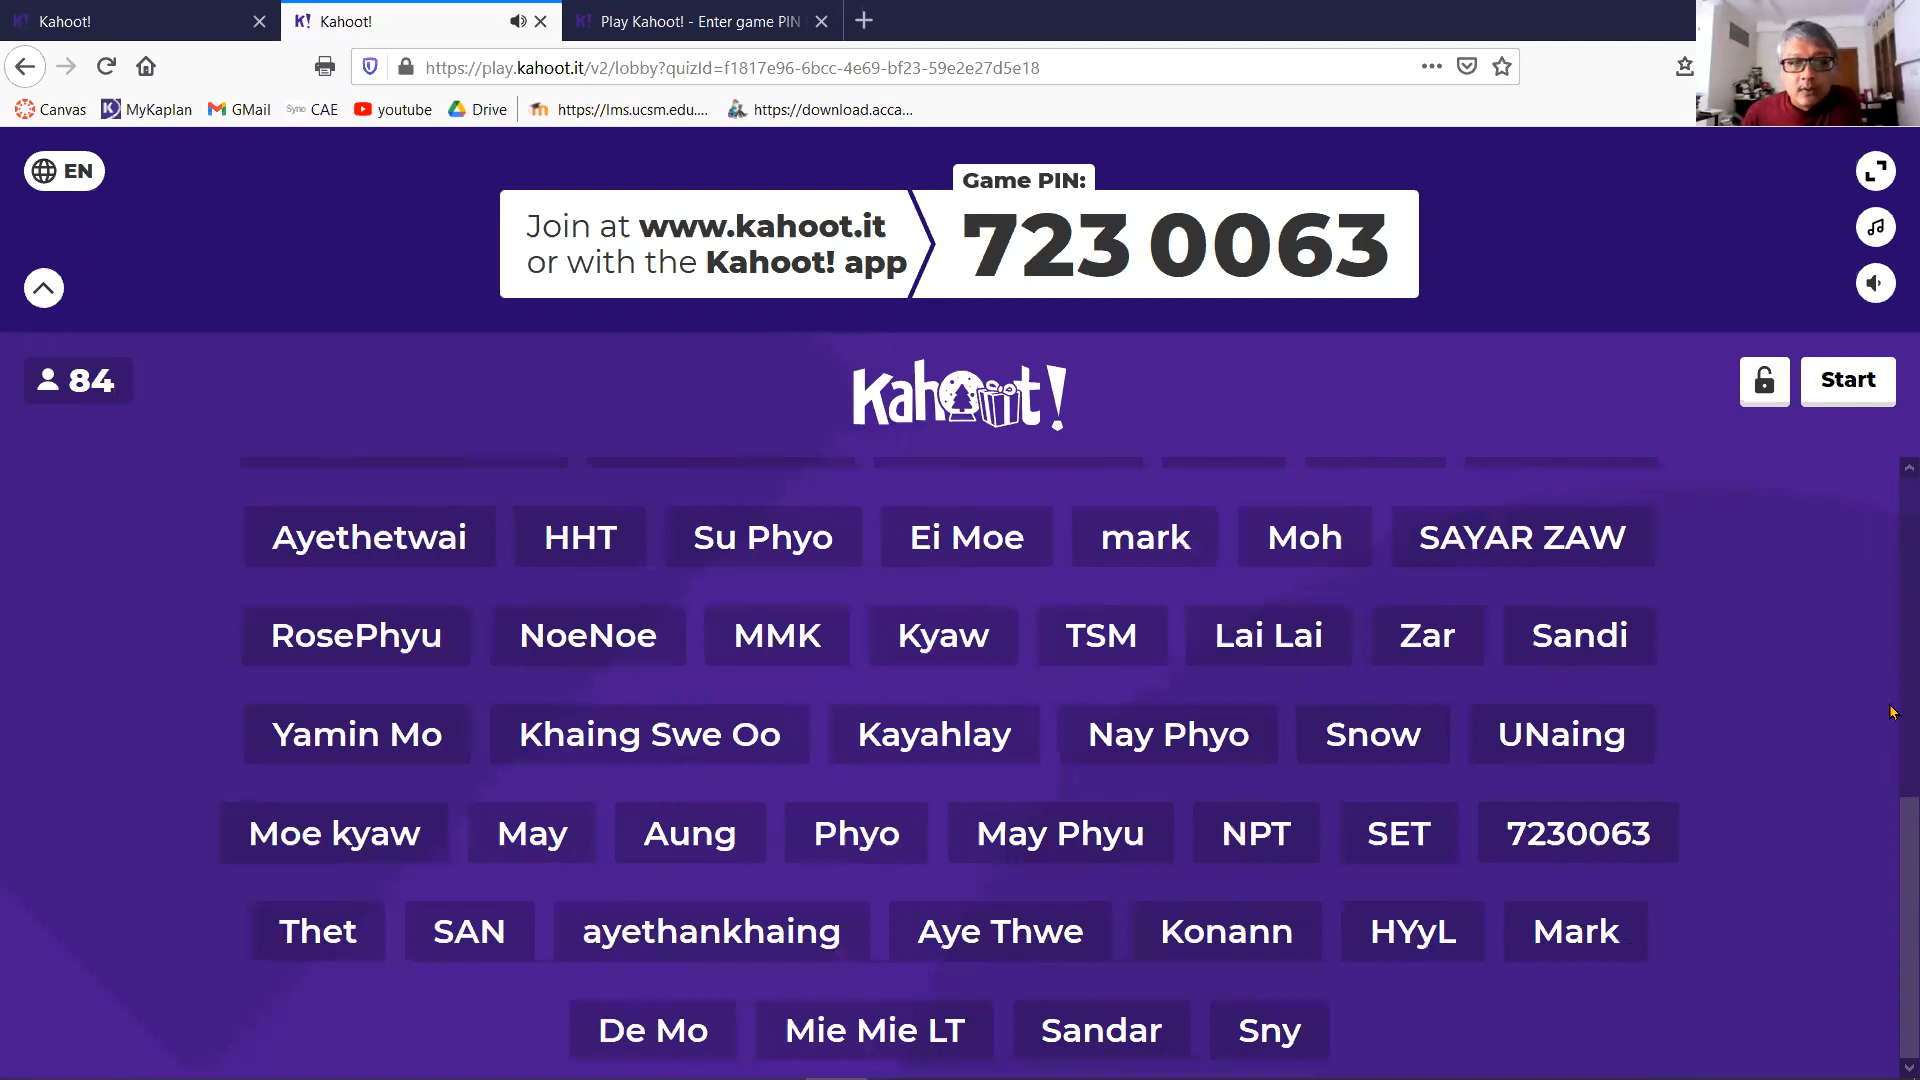 Kahoot!
Kahoot!
Play Kahoot! - Enter game PIN
https://play.kahoot.it/v2/lobby?quizId=f1817e96-6bcc-4e69-bf23-59e2e27d5e18
Canvas MyKaplan GMail Sync CAE youtube Drive https://lms.ucsm.edu.... https://download.acca...
EN
Game PIN:
Join at www.kahoot.it
or with the Kahoot! app
723 0063
84
Kahoot!
Start
Ayethetwai HHT Su Phyo Ei Moe mark Moh SAYAR ZAW
RosePhyu NoeNoe MMK Kyaw TSM Lai Lai Zar Sandi
Yamin Mo Khaing Swe Oo Kayahlay Nay Phyo Snow UNaing
Moe kyaw May Aung Phyo May Phyu NPT SET 7230063
Thet SAN ayethankhaing Aye Thwe Konann HYyL Mark
De Mo Mie Mie LT Sandar Sny